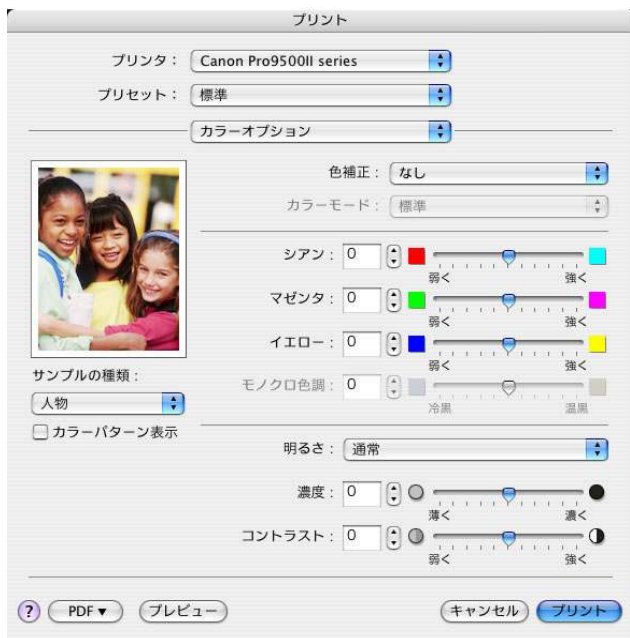 プリント
プリンタ： Canon Pro9500II series
プリセット： 標準
カラーオプション
色補正： なし
カラーモード： 標準
シアン： 0
弱く 強く
マゼンタ： 0
弱く 強く
イエロー： 0
弱く 強く
サンプルの種類：
モノクロ色調： 0
冷黒 温黒
人物
カラーパターン表示
明るさ： 通常
濃度： 0
薄く 濃く
コントラスト： 0
弱く 強く
? PDF▼ プレビュー キャンセル プリント